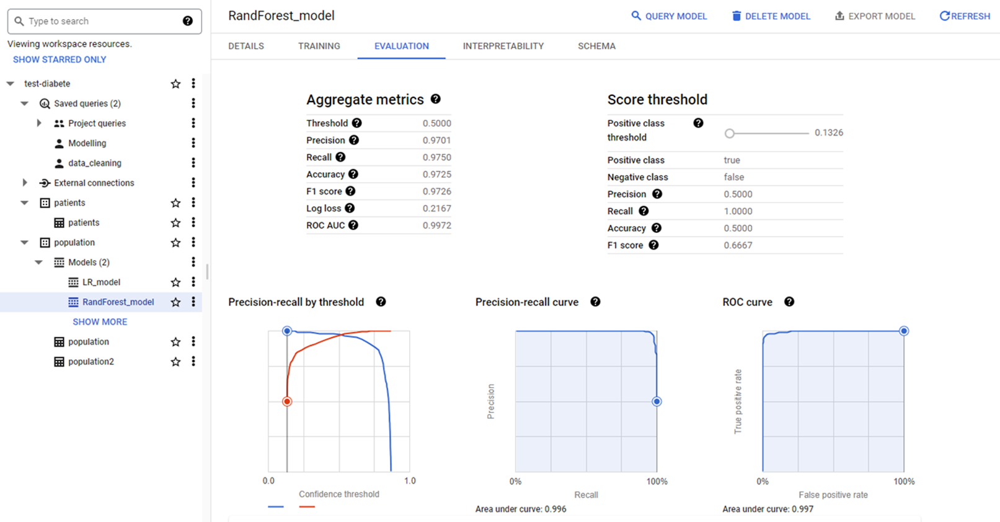 Type to search
Viewing workspace resources.
SHOW STARRED ONLY
test-diabete
Saved queries (2)
Project queries
Modelling
data_cleaning
External connections
patients
patients
population
Models (2)
LR_model
RandForest_model
SHOW MORE
population
population2
RandForest_model
QUERY MODEL
DELETE MODEL
EXPORT MODEL
REFRESH
DETAILS
TRAINING
EVALUATION
INTERPRETABILITY
SCHEMA
Aggregate metrics
Threshold 0.5000
Precision 0.9701
Recall 0.9750
Accuracy 0.9725
F1 score 0.9726
Log loss 0.2167
ROC AUC 0.9972
Score threshold
Positive class
threshold
0.1326
Positive class true
Negative class false
Precision 0.5000
Recall 1.0000
Accuracy 0.5000
F1 score 0.6667
Precision-recall by threshold
0.0 1.0
Confidence threshold
Precision-recall curve
Precision
0% 100%
Recall
Area under curve: 0.996
ROC curve
True positive rate
0% 100%
False positive rate
Area under curve: 0.997